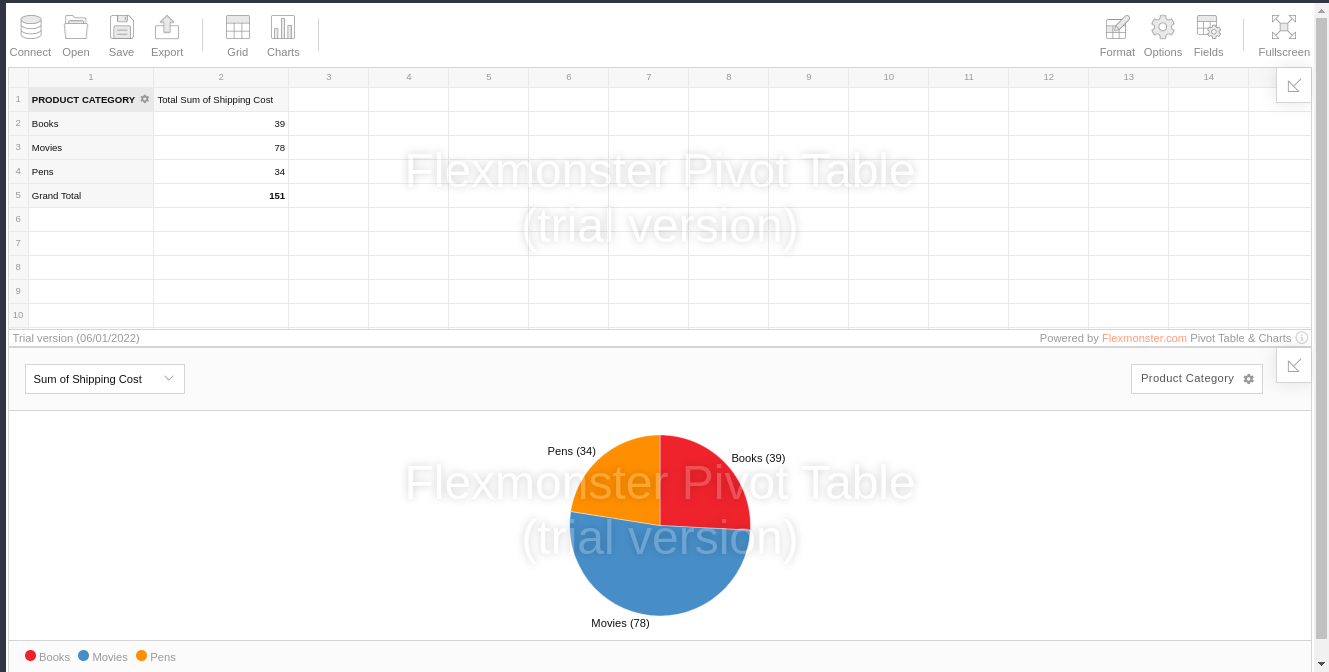 Connect Open Save Export Grid Charts Format Options Fields Fullscreen
1 2 3 4 5 6 7 8 9 10 11 12 13 14
1 PRODUCT CATEGORY Total Sum of Shipping Cost
2 Books 39
3 Movies 78
4 Pens 34
5 Grand Total 151
6
7
8
9
10
Flexmonster Pivot Table
(trial version)
Trial version (06/01/2022) Powered by Flexmonster.com Pivot Table & Charts
Sum of Shipping Cost Product Category
Pens (34)
Books (39)
Flexmonster Pivot Table
(trial version)
Movies (78)
Books Movies Pens